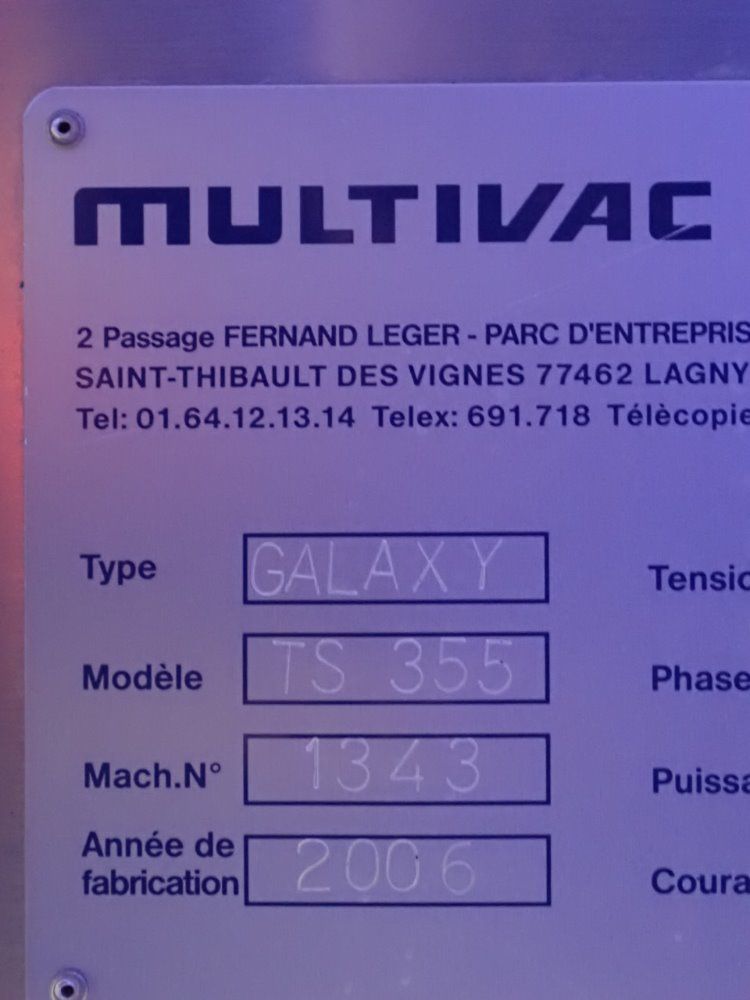 MULTIVAC
2 Passage FERNAND LEGER - PARC D'ENTREPRIS
SAINT-THIBAULT DES VIGNES 77462 LAGNY
Tel: 01.64.12.13.14 Telex: 691.718 Télècopie
Type GALAXY Tensio
Modèle TS 355 Phase
Mach.N° 1343 Puissa
Année de
fabrication 2006 Coura